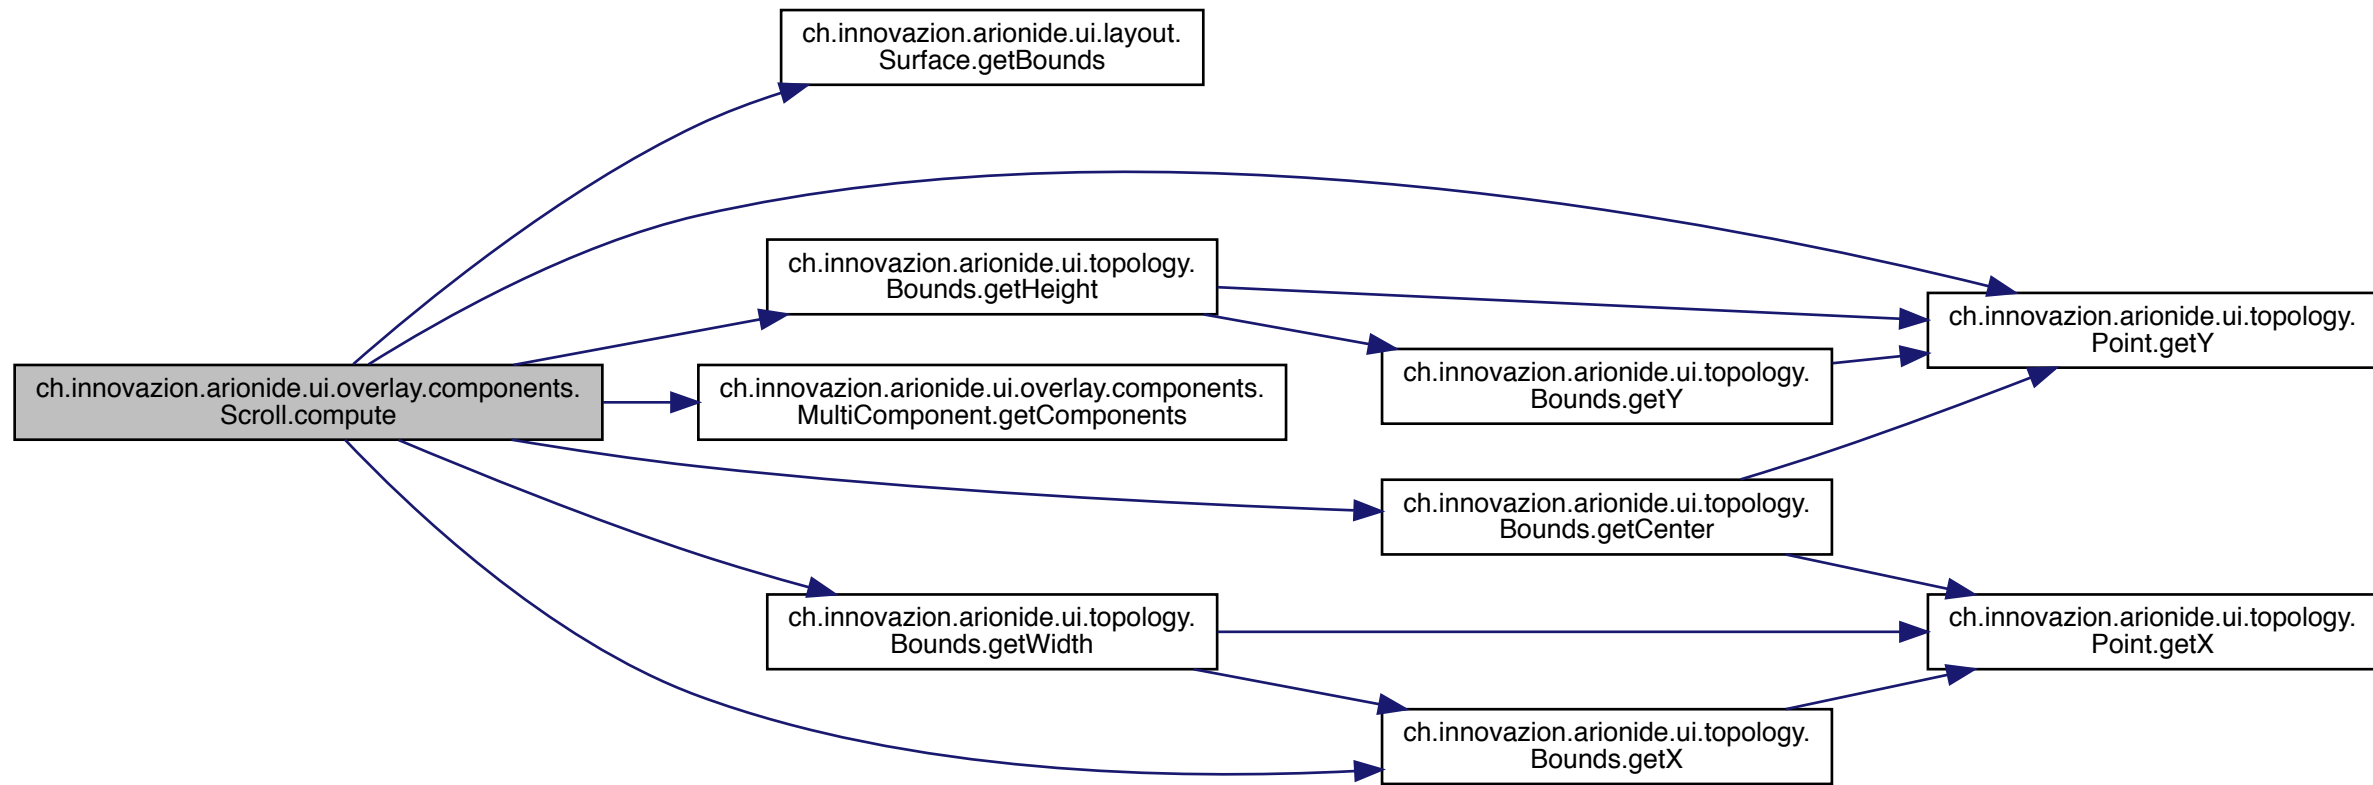 ch.innovazion.arionide.ui.layout.
Surface.getBounds
ch.innovazion.arionide.ui.topology.
Bounds.getHeight
ch.innovazion.arionide.ui.topology.
Point.getY
ch.innovazion.arionide.ui.overlay.components.
Scroll.compute
ch.innovazion.arionide.ui.overlay.components.
MultiComponent.getComponents
ch.innovazion.arionide.ui.topology.
Bounds.getY
ch.innovazion.arionide.ui.topology.
Bounds.getCenter
ch.innovazion.arionide.ui.topology.
Bounds.getWidth
ch.innovazion.arionide.ui.topology.
Point.getX
ch.innovazion.arionide.ui.topology.
Bounds.getX